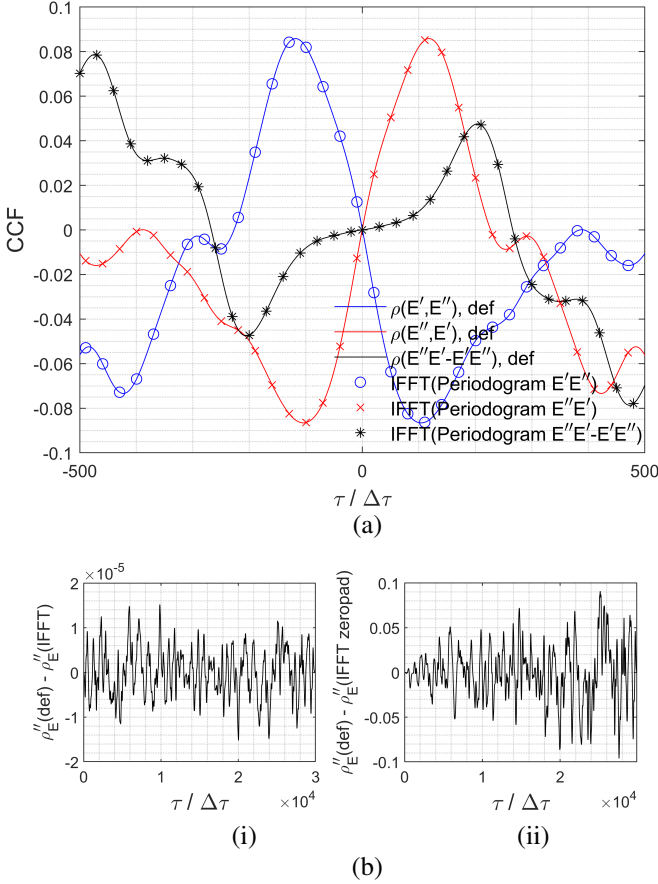 0.1
0.08
0.06
0.04
0.02
0
-0.02
-0.04
-0.06
-0.08
-0.1
CCF
-500
0
500
τ / Δτ
ρ(E′,E″), def
ρ(E″,E′), def
ρ(E″E′-E′E″), def
IFFT(Periodogram E′E″)
IFFT(Periodogram E″E′)
IFFT(Periodogram E″E′-E′E″)
(a)
×10⁻⁵
2
1
0
-1
-2
ρ″E(def) - ρ″E(IFFT)
0
1
2
3
τ / Δτ
×10⁴
(i)
0.1
0.05
0
-0.05
-0.1
ρ″E(def) - ρ″E(IFFT zeropad)
0
1
2
τ / Δτ
×10⁴
(ii)
(b)